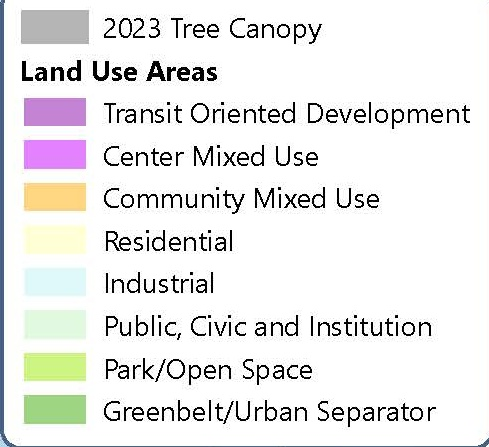 2023 Tree Canopy
Land Use Areas
Transit Oriented Development
Center Mixed Use
Community Mixed Use
Residential
Industrial
Public, Civic and Institution
Park/Open Space
Greenbelt/Urban Separator